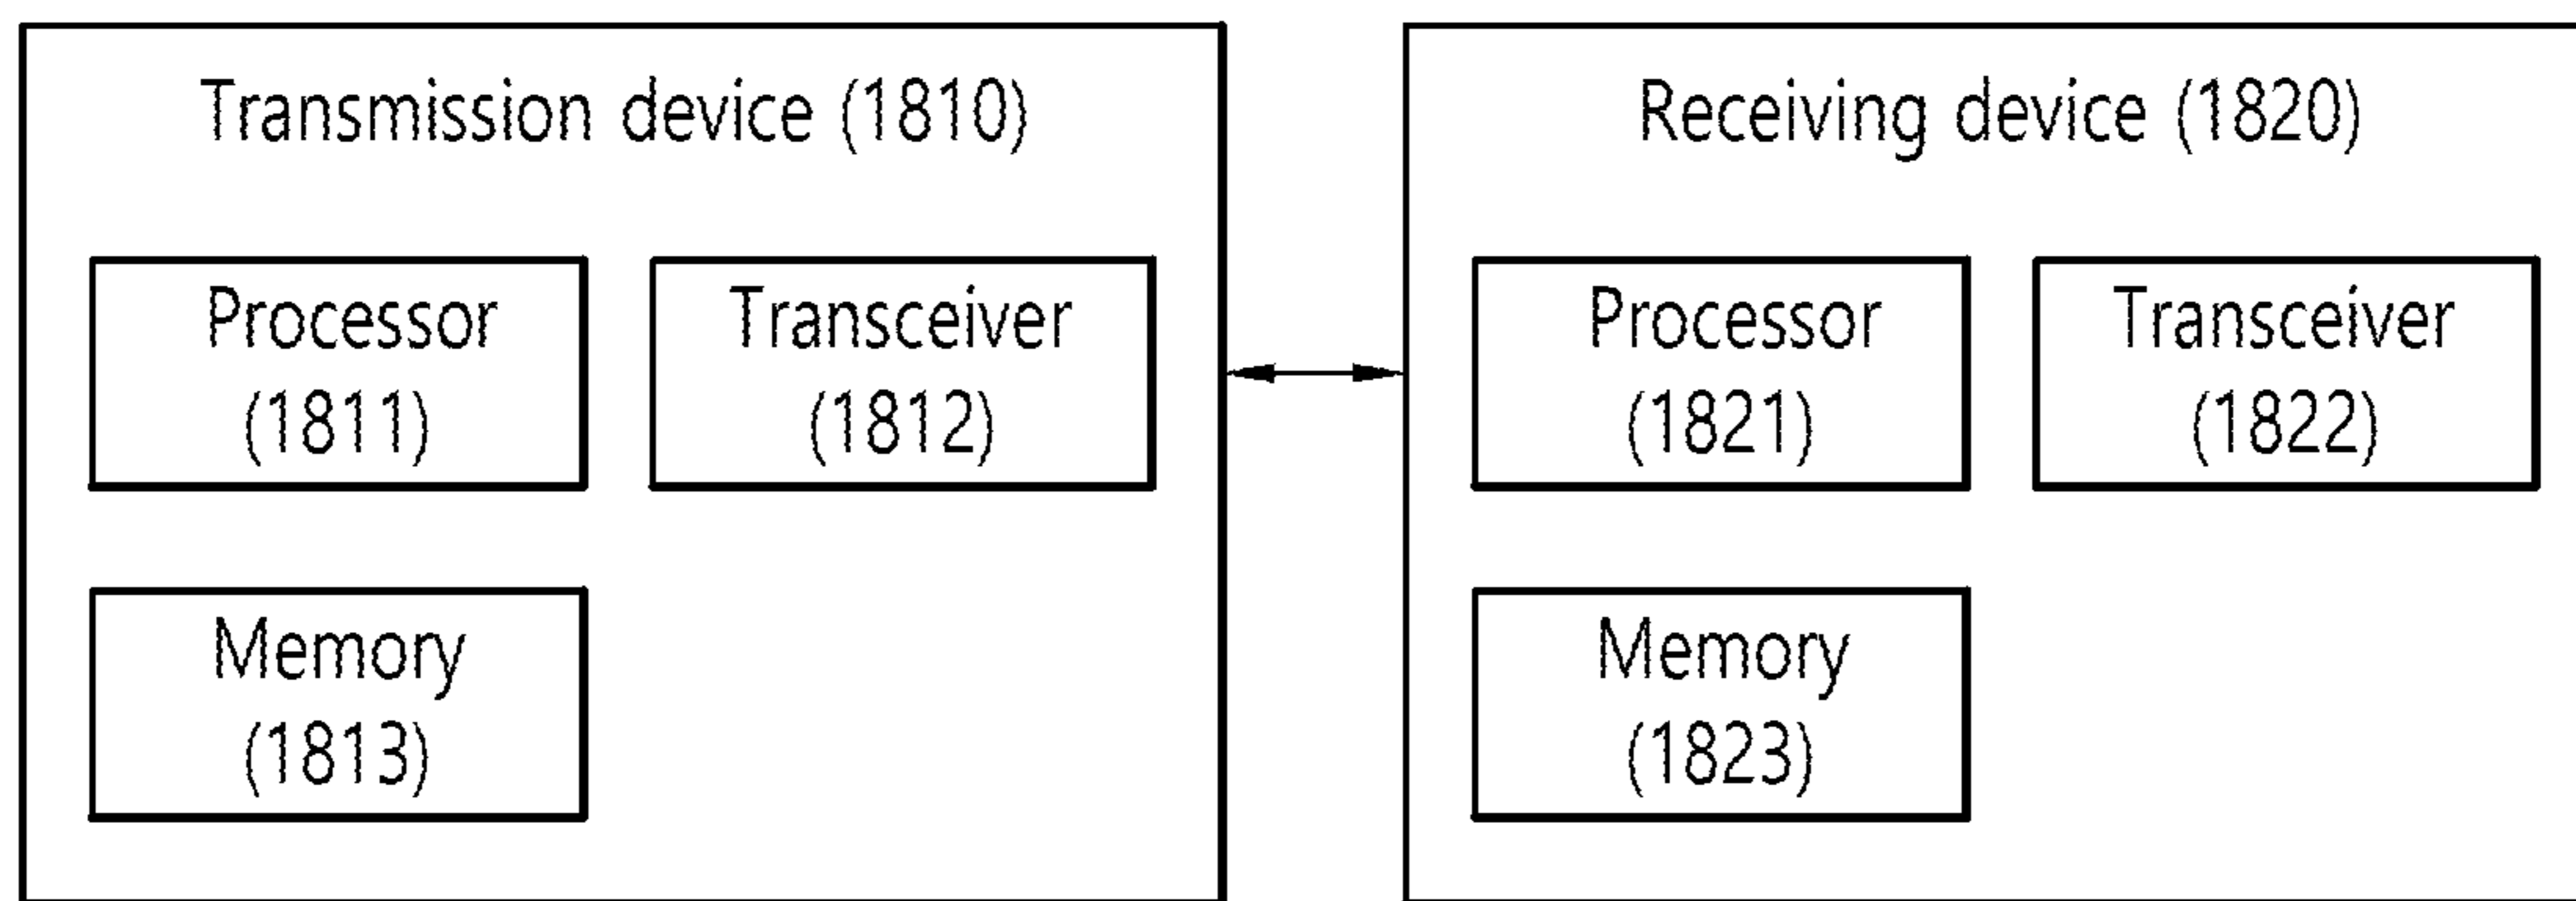 Transmission device (1810)
Processor
(1811)
Transceiver
(1812)
Memory
(1813)
Receiving device (1820)
Processor
(1821)
Transceiver
(1822)
Memory
(1823)